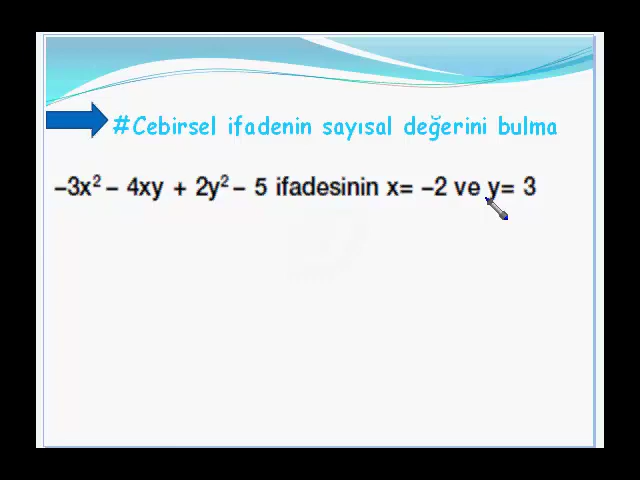 #Cebirsel ifadenin sayısal değerini bulma
−3x² − 4xy + 2y² − 5 ifadesinin x= −2 ve y= 3